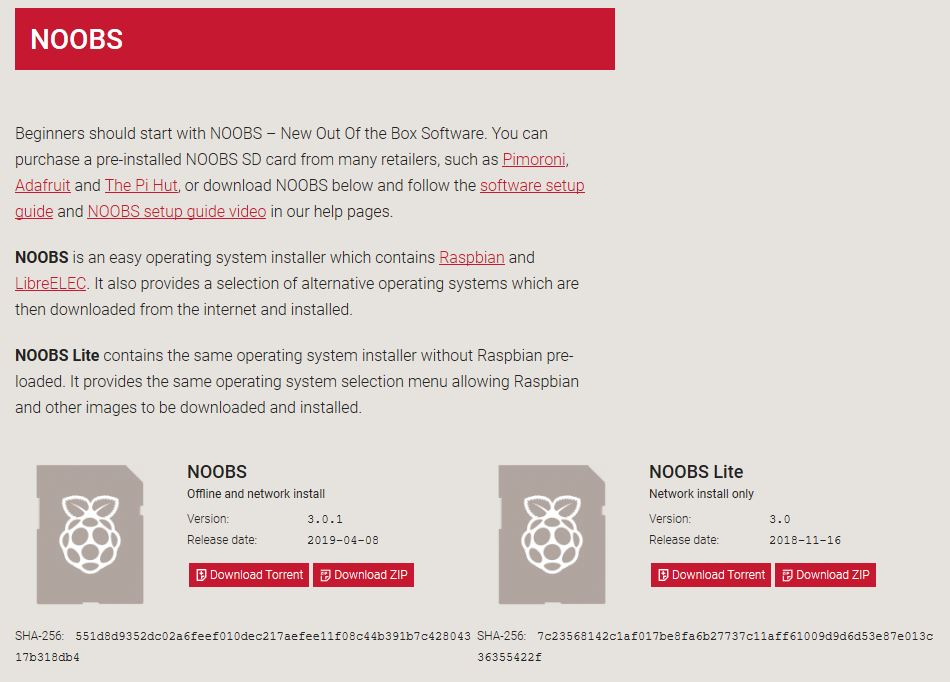 NOOBS
Beginners should start with NOOBS – New Out Of the Box Software. You can
purchase a pre-installed NOOBS SD card from many retailers, such as Pimoroni,
Adafruit and The Pi Hut, or download NOOBS below and follow the software setup
guide and NOOBS setup guide video in our help pages.
NOOBS is an easy operating system installer which contains Raspbian and
LibreELEC. It also provides a selection of alternative operating systems which are
then downloaded from the internet and installed.
NOOBS Lite contains the same operating system installer without Raspbian pre-
loaded. It provides the same operating system selection menu allowing Raspbian
and other images to be downloaded and installed.
NOOBS
Offline and network install
Version: 3.0.1
Release date: 2019-04-08
Download Torrent Download ZIP
SHA-256: 551d8d9352dc02a6feef010dec217aefee11f08c44b391b7c428043
17b318db4
NOOBS Lite
Network install only
Version: 3.0
Release date: 2018-11-16
Download Torrent Download ZIP
SHA-256: 7c23568142c1af017be8fa6b27737c11aff61009d9d6d53e87e013c
36355422f